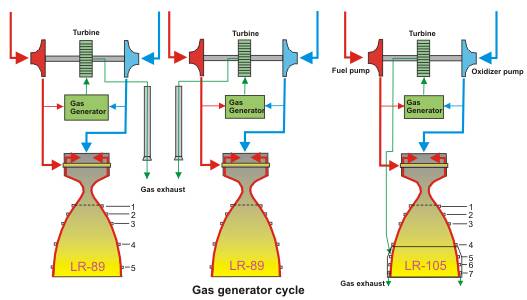 Turbine
Gas
Generator
1
2
3
4
5
LR-89
Turbine
Gas
Generator
Gas exhaust
LR-89
Turbine
Fuel pump
Oxidizer pump
Gas
Generator
1
2
3
4
5
6
7
LR-105
Gas exhaust
Gas generator cycle